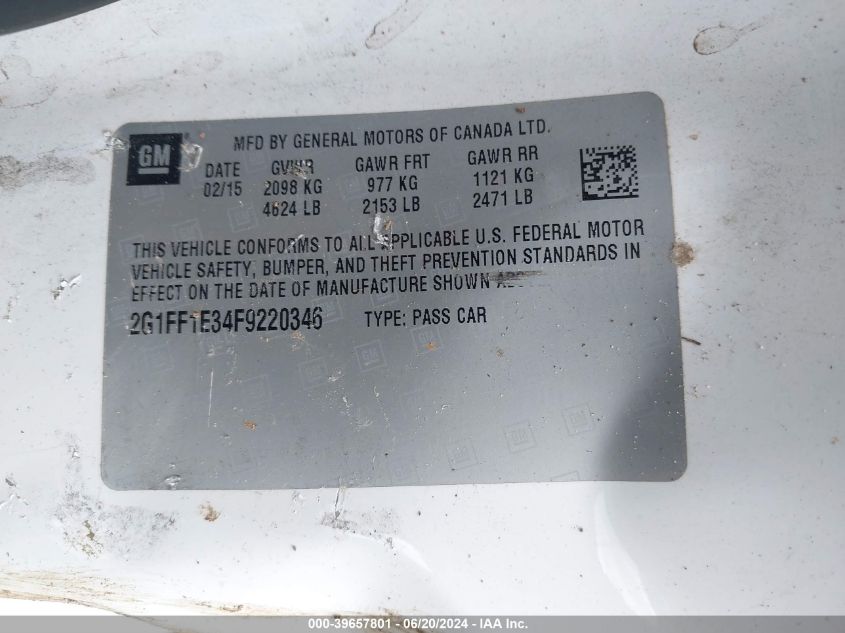 GM
MFD BY GENERAL MOTORS OF CANADA LTD.
DATE GVWR GAWR FRT GAWR RR
02/15 2098 KG 977 KG 1121 KG
4624 LB 2153 LB 2471 LB
THIS VEHICLE CONFORMS TO ALL APPLICABLE U.S. FEDERAL MOTOR
VEHICLE SAFETY, BUMPER, AND THEFT PREVENTION STANDARDS IN
EFFECT ON THE DATE OF MANUFACTURE SHOWN
2G1FF1E34F9220346 TYPE: PASS CAR
000-39657801 - 06/20/2024 - IAA Inc.